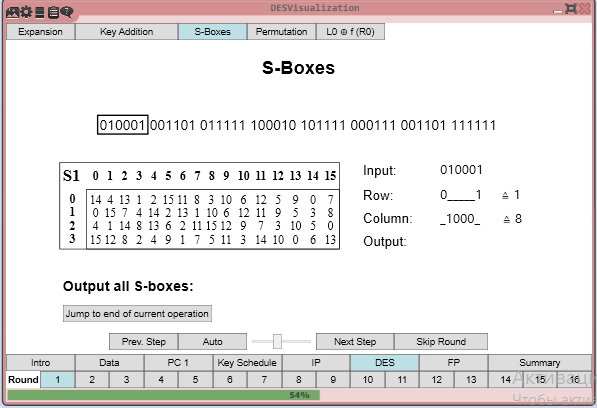 DESVisualization
Expansion Key Addition S-Boxes Permutation L0 ⊕ f (R0)
S-Boxes
010001 001101 011111 100010 101111 000111 001101 111111
S1 0 1 2 3 4 5 6 7 8 9 10 11 12 13 14 15
0 14 4 13 1 2 15 11 8 3 10 6 12 5 9 0 7
1 0 15 7 4 14 2 13 1 10 6 12 11 9 5 3 8
2 4 1 14 8 13 6 2 11 15 12 9 7 3 10 5 0
3 15 12 8 2 4 9 1 7 5 11 3 14 10 0 6 13
Input: 010001
Row: 0____1 ≙ 1
Column: _1000_ ≙ 8
Output:
Output all S-boxes:
Jump to end of current operation
Prev. Step Auto Next Step Skip Round
Intro Data PC 1 Key Schedule IP DES FP Summary
Round 1 2 3 4 5 6 7 8 9 10 11 12 13 14 15 16
54%
Чтобы